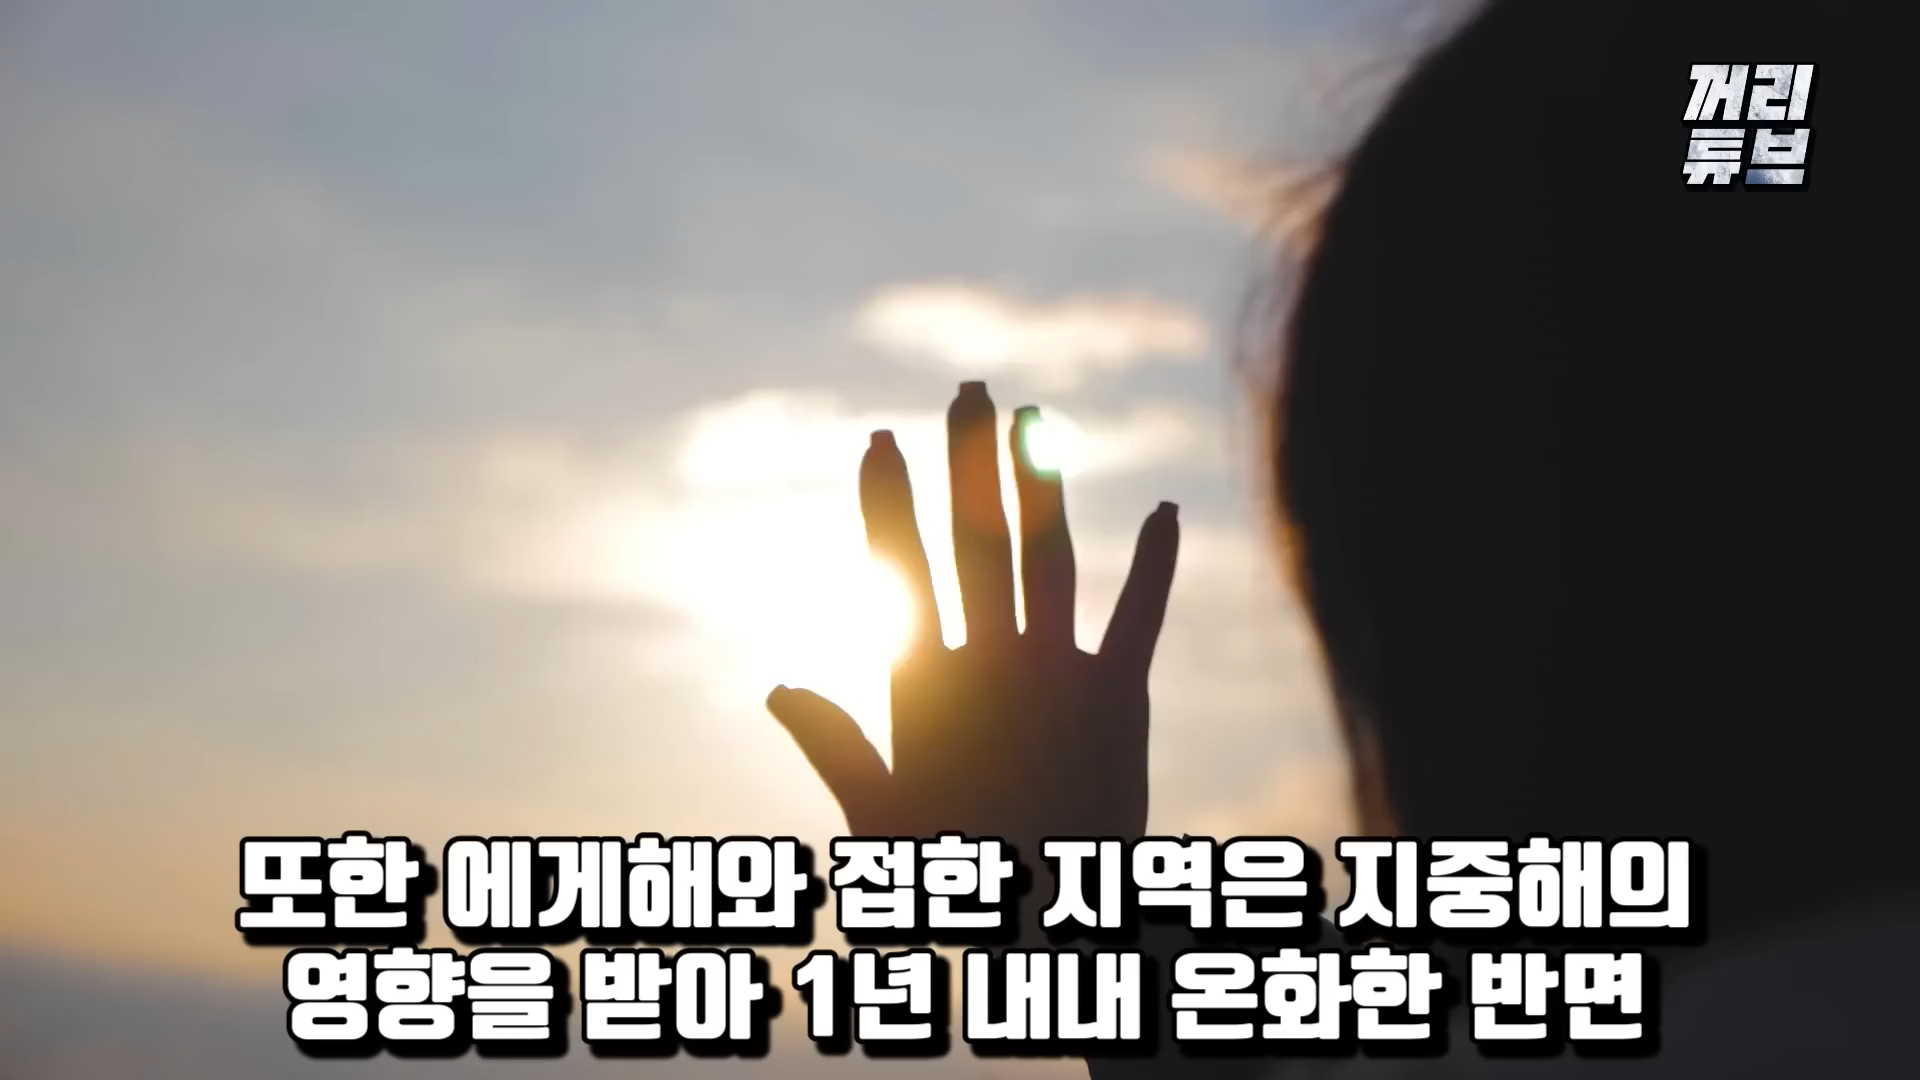 꺼리
튜브
또한 에게해와 접한 지역은 지중해의
영향을 받아 1년 내내 온화한 반면